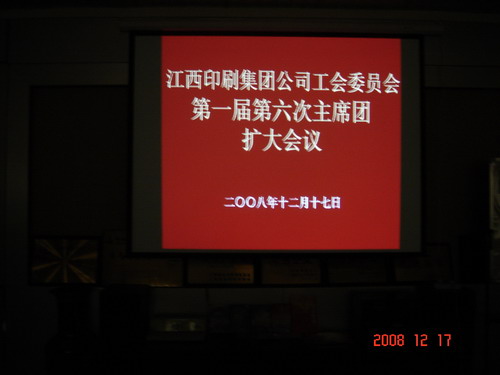 江西印刷集团公司工会委员会
第一届第六次主席团
扩大会议
二〇〇八年十二月十七日
2008 12 17